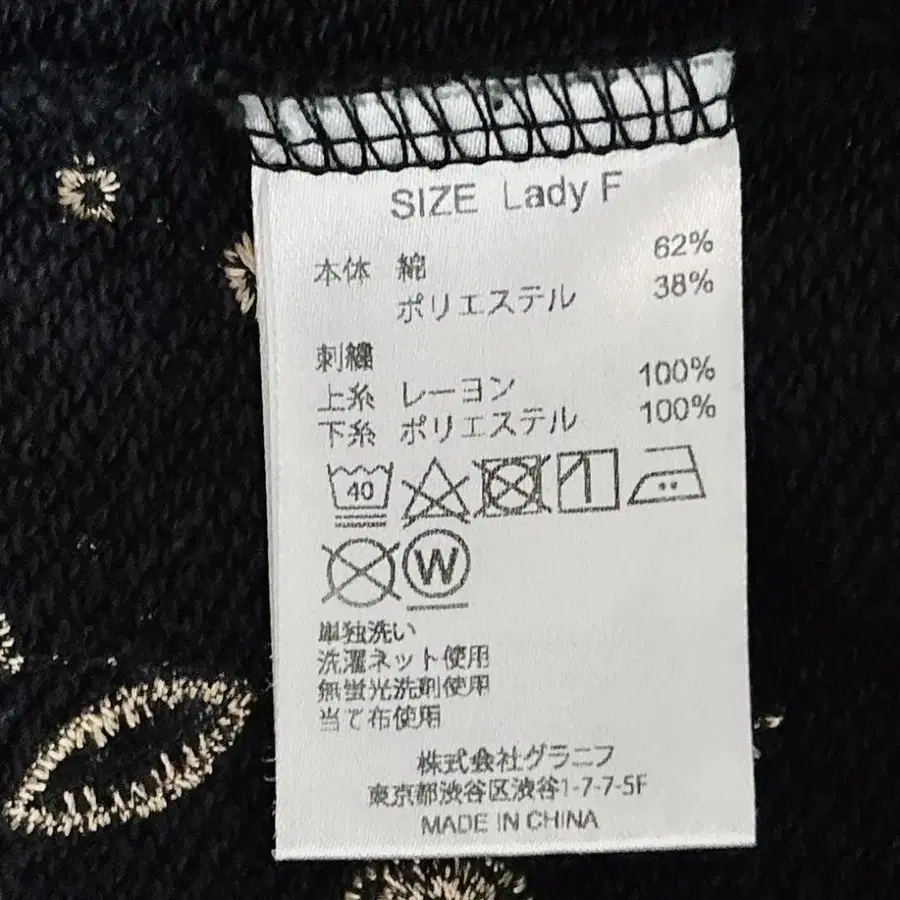 SIZE Lady F
本体 綿 62%
ポリエステル 38%
刺繍
上糸 レーヨン 100%
下糸 ポリエステル 100%
40
W
単独洗い
洗濯ネット使用
無蛍光洗剤使用
当て布使用
株式会社グラニフ
東京都渋谷区渋谷1-7-7-5F
MADE IN CHINA